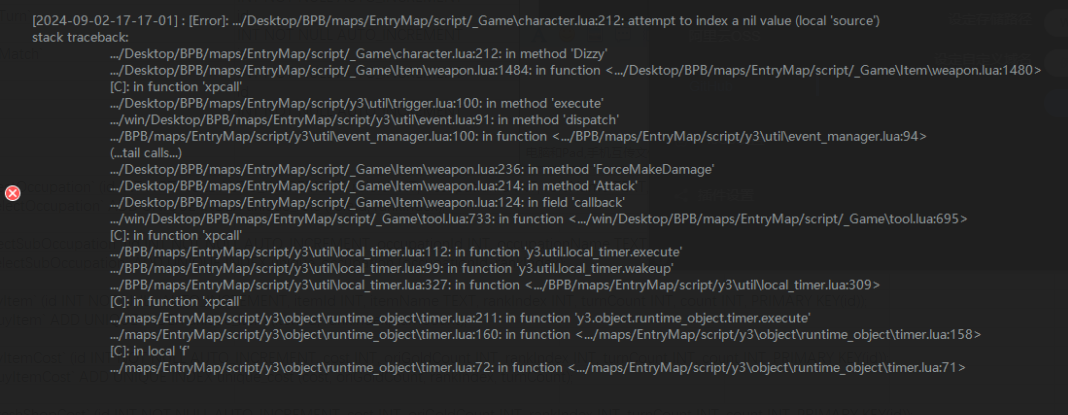 [2024-09-02-17-17-01] : [Error]: .../Desktop/BPB/maps/EntryMap/script/_Game\character.lua:212: attempt to index a nil value (local 'source')
stack traceback:
.../Desktop/BPB/maps/EntryMap/script/_Game\character.lua:212: in method 'Dizzy'
.../Desktop/BPB/maps/EntryMap/script/_Game\Item\weapon.lua:1484: in function <.../Desktop/BPB/maps/EntryMap/script/_Game\Item\weapon.lua:1480>
[C]: in function 'xpcall'
.../Desktop/BPB/maps/EntryMap/script/y3\util\trigger.lua:100: in method 'execute'
.../win/Desktop/BPB/maps/EntryMap/script/y3\util\event.lua:91: in method 'dispatch'
.../BPB/maps/EntryMap/script/y3\util\event_manager.lua:100: in function <.../BPB/maps/EntryMap/script/y3\util\event_manager.lua:94>
(...tail calls...)
.../Desktop/BPB/maps/EntryMap/script/_Game\Item\weapon.lua:236: in method 'ForceMakeDamage'
.../Desktop/BPB/maps/EntryMap/script/_Game\Item\weapon.lua:214: in method 'Attack'
.../Desktop/BPB/maps/EntryMap/script/_Game\Item\weapon.lua:124: in field 'callback'
.../win/Desktop/BPB/maps/EntryMap/script/_Game\tool.lua:733: in function <.../win/Desktop/BPB/maps/EntryMap/script/_Game\tool.lua:695>
[C]: in function 'xpcall'
.../BPB/maps/EntryMap/script/y3\util\local_timer.lua:112: in function 'y3.util.local_timer.execute'
.../BPB/maps/EntryMap/script/y3\util\local_timer.lua:99: in function 'y3.util.local_timer.wakeup'
.../BPB/maps/EntryMap/script/y3\util\local_timer.lua:327: in function <.../BPB/maps/EntryMap/script/y3\util\local_timer.lua:309>
[C]: in function 'xpcall'
.../maps/EntryMap/script/y3\object\runtime_object\timer.lua:211: in function 'y3.object.runtime_object.timer.execute'
.../maps/EntryMap/script/y3\object\runtime_object\timer.lua:160: in function <.../maps/EntryMap/script/y3\object\runtime_object\timer.lua:158>
[C]: in local 'f'
.../maps/EntryMap/script/y3\object\runtime_object\timer.lua:72: in function <.../maps/EntryMap/script/y3\object\runtime_object\timer.lua:71>